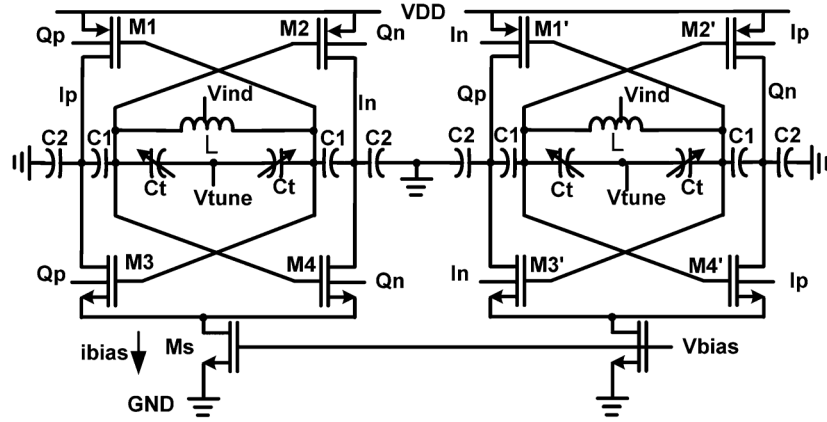 VDD
Qp M1 M2 Qn In M1' M2' Ip
Ip In Qp Qn
Vind Vind
C2 C1 L C1 C2 C2 C1 L C1 C2
Ct Ct Ct Ct
Vtune Vtune
Qp M3 M4 Qn In M3' M4' Ip
ibias Ms Vbias
GND